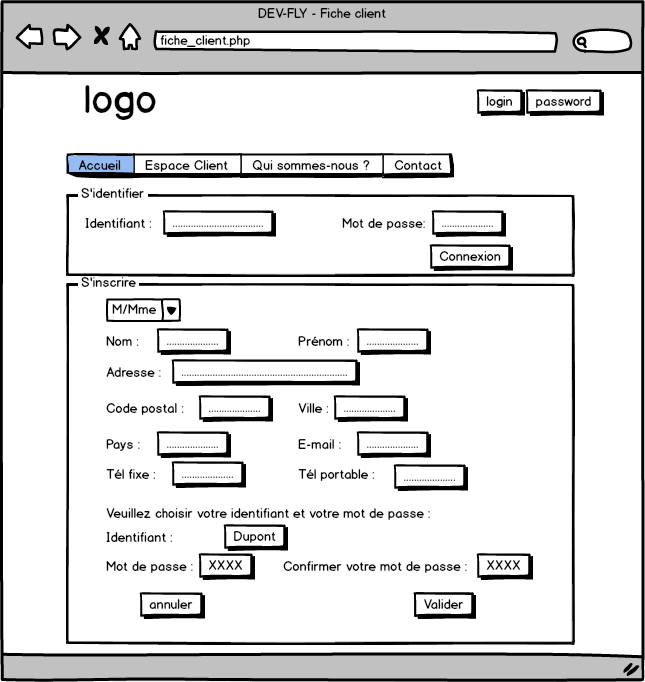 DEV-FLY - Fiche client
fiche_client.php
logo
login password
Accueil Espace Client Qui sommes-nous ? Contact
S'identifier
Identifiant : ........................... Mot de passe: ..................
Connexion
S'inscrire
M/Mme
Nom : .................. Prénom : ..................
Adresse : ..........................................................
Code postal : .................. Ville : ..................
Pays : .................. E-mail : ..................
Tél fixe : .................. Tél portable : ..................
Veuillez choisir votre identifiant et votre mot de passe :
Identifiant : Dupont
Mot de passe : XXXX Confirmer votre mot de passe : XXXX
annuler Valider